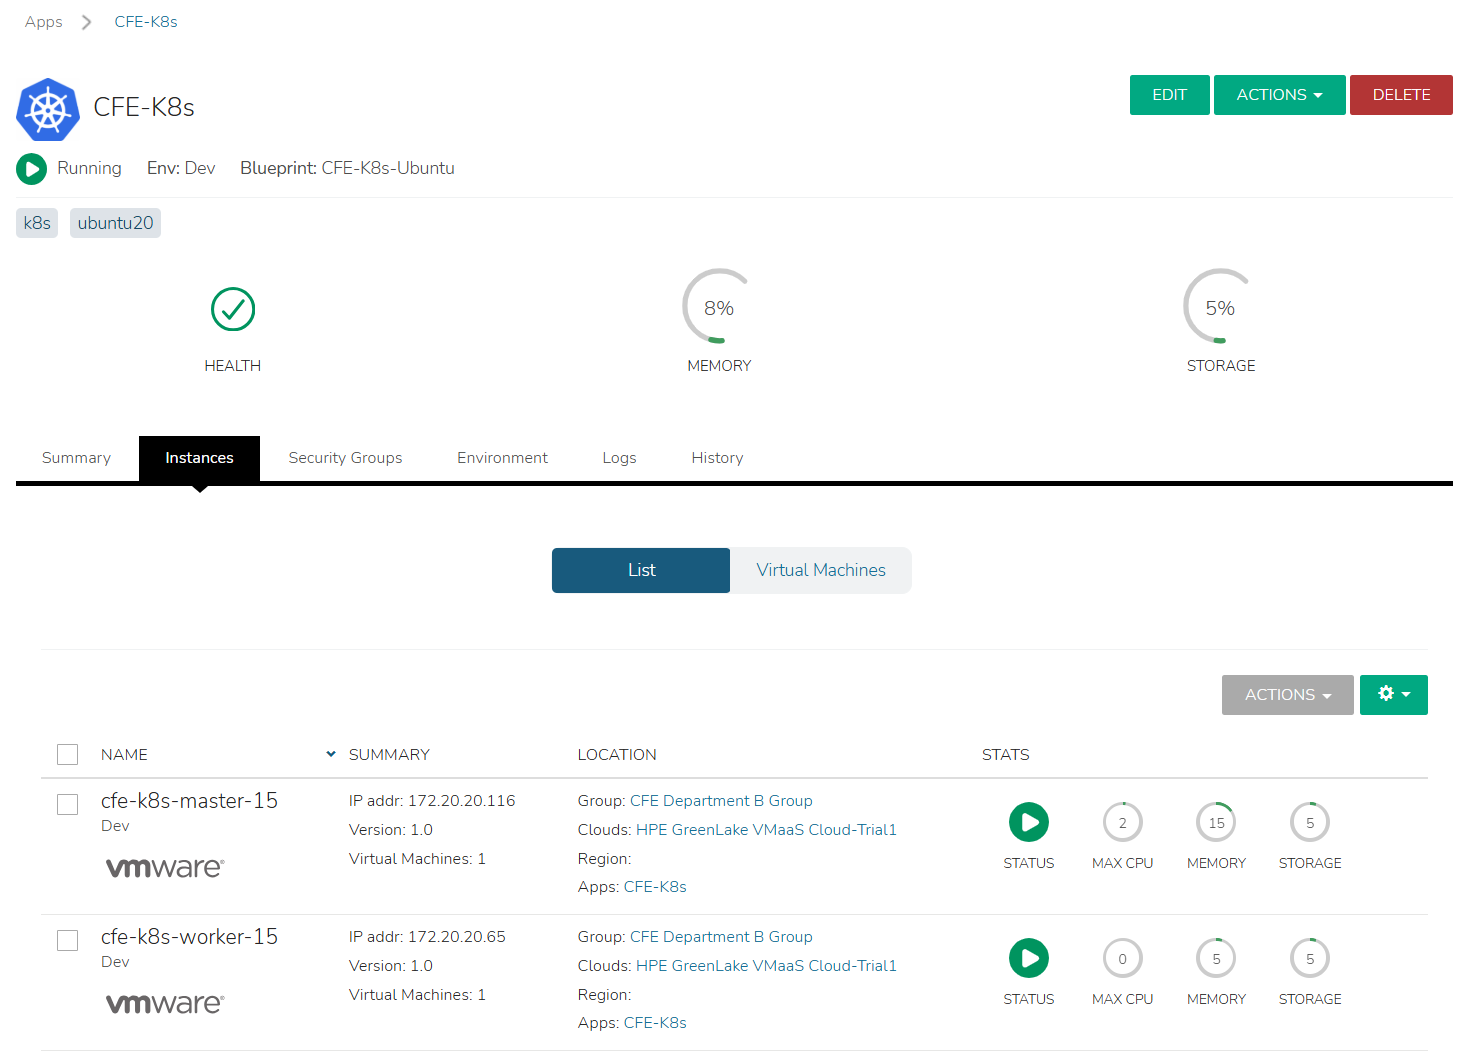 Apps > CFE-K8s
CFE-K8s
EDIT ACTIONS DELETE
Running Env: Dev Blueprint: CFE-K8s-Ubuntu
k8s ubuntu20
8% 5%
HEALTH MEMORY STORAGE
Summary Instances Security Groups Environment Logs History
List Virtual Machines
ACTIONS
NAME SUMMARY LOCATION STATS
cfe-k8s-master-15
Dev
vmware®
IP addr: 172.20.20.116
Version: 1.0
Virtual Machines: 1
Group: CFE Department B Group
Clouds: HPE GreenLake VMaaS Cloud-Trial1
Region:
Apps: CFE-K8s
2 15 5
STATUS MAX CPU MEMORY STORAGE
cfe-k8s-worker-15
Dev
vmware®
IP addr: 172.20.20.65
Version: 1.0
Virtual Machines: 1
Group: CFE Department B Group
Clouds: HPE GreenLake VMaaS Cloud-Trial1
Region:
Apps: CFE-K8s
0 5 5
STATUS MAX CPU MEMORY STORAGE